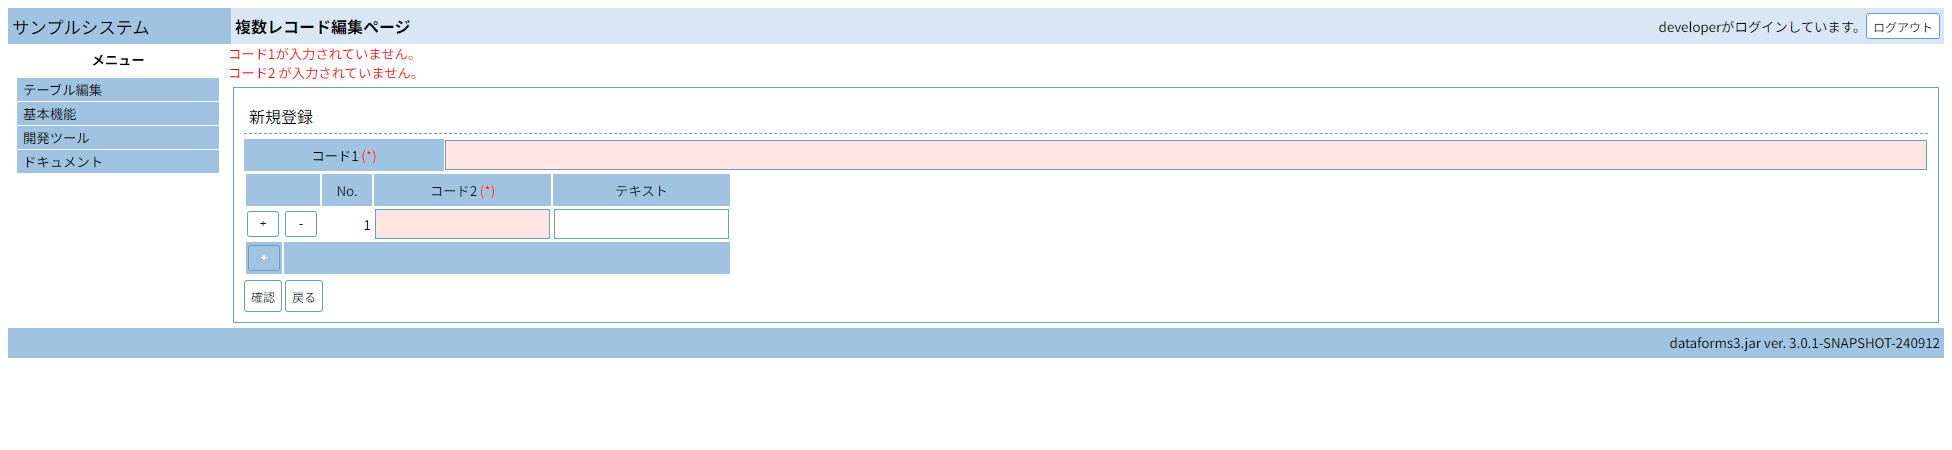 サンプルシステム
複数レコード編集ページ
developerがログインしています。 ログアウト
メニュー
テーブル編集
基本機能
開発ツール
ドキュメント
コード1が入力されていません。
コード2 が入力されていません。
新規登録
コード1 (*)
No. コード2 (*) テキスト
+ - 1
+
確認 戻る
dataforms3.jar ver. 3.0.1-SNAPSHOT-240912